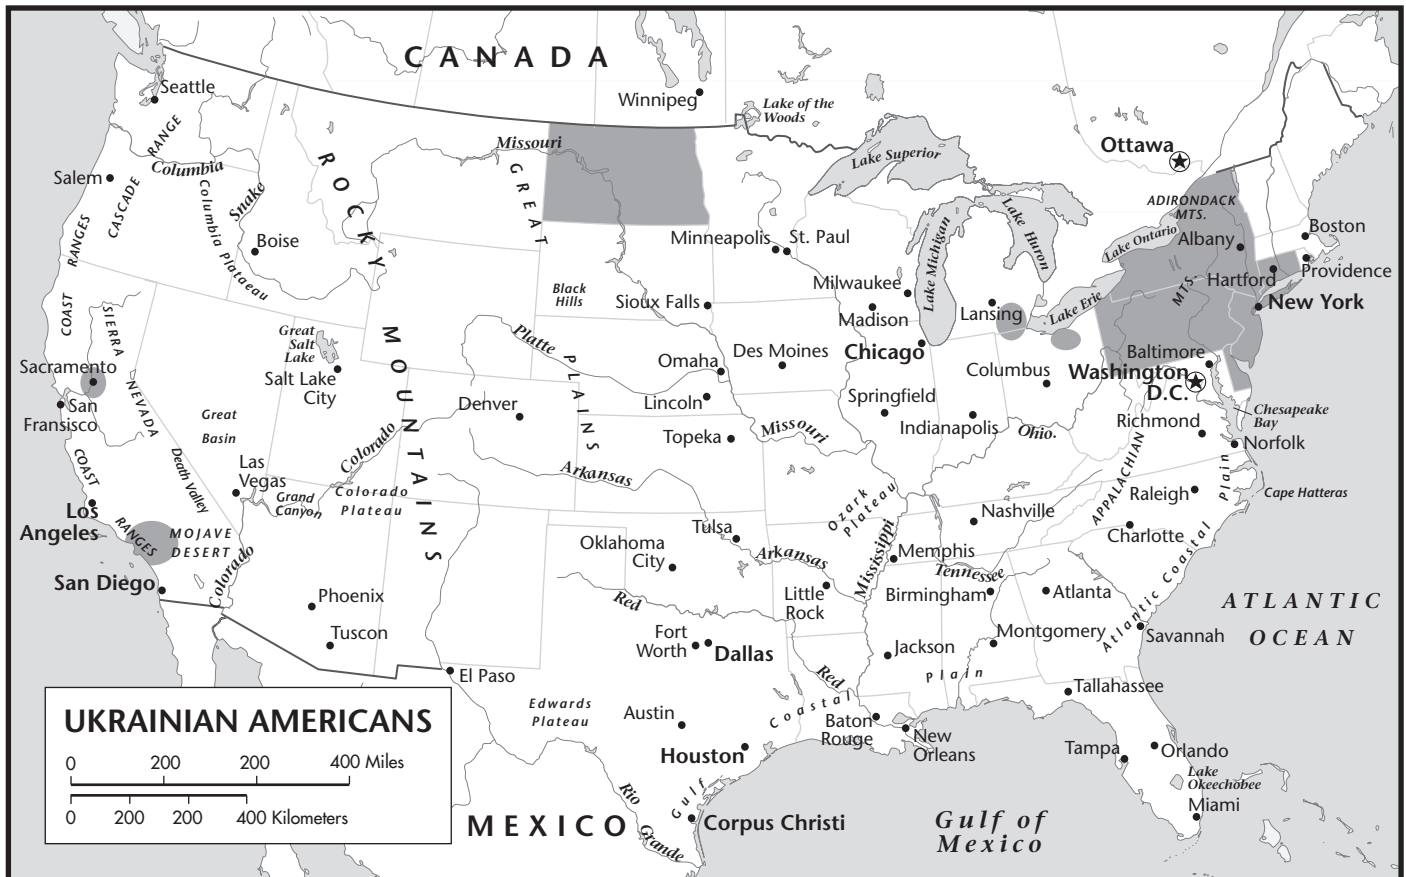 CANADA
Seattle
Winnipeg
Lake of the
Woods
Ottawa
Missouri
Lake Superior
RANGE
Columbia
Salem
CASCADE
Columbia Plateau
Snake
ROCKY
GREAT
ADIRONDACK
MTS.
Boston
RANGES
Boise
Minneapolis
St. Paul
Lake Michigan
Lake Huron
Lake Ontario
Albany
Hartford
Providence
Milwaukee
Black
Hills
Sioux Falls
Madison
Lansing
Lake Erie
MTS.
New York
COAST
SIERRA
Great
Salt
Lake
MOUNTAINS
Platte
PLAINS
Omaha
Des Moines
Chicago
Baltimore
Sacramento
Salt Lake
City
Columbus
Washington
D.C.
NEVADA
San
Fransisco
Great
Basin
Denver
Lincoln
Springfield
Indianapolis
Ohio.
Chesapeake
Bay
Richmond
Norfolk
Topeka
Missouri
COAST
Death Valley
Las
Vegas
Colorado
Arkansas
Grand
Canyon
Colorado
Plateau
Ozark
Plateau
APPALACHIAN
Raleigh
Plain
Cape Hatteras
Los
Angeles
RANGES
MOJAVE
DESERT
Nashville
Charlotte
Tulsa
Oklahoma
City
Arkansas
Mississippi
Memphis
Tennessee
San Diego
Colorado
Phoenix
Red
Little
Rock
Birmingham
Atlanta
Atlantic Coastal
ATLANTIC
OCEAN
Tuscon
Fort
Worth
Dallas
Jackson
Montgomery
Savannah
El Paso
Red
Plain
Tallahassee
Edwards
Plateau
Austin
Coastal
Baton
Rouge
New
Orleans
Houston
Tampa
Orlando
Lake
Okeechobee
Miami
Gulf
Rio
Grande
MEXICO
Corpus Christi
Gulf of
Mexico
UKRAINIAN AMERICANS
0 200 200 400 Miles
0 200 200 400 Kilometers